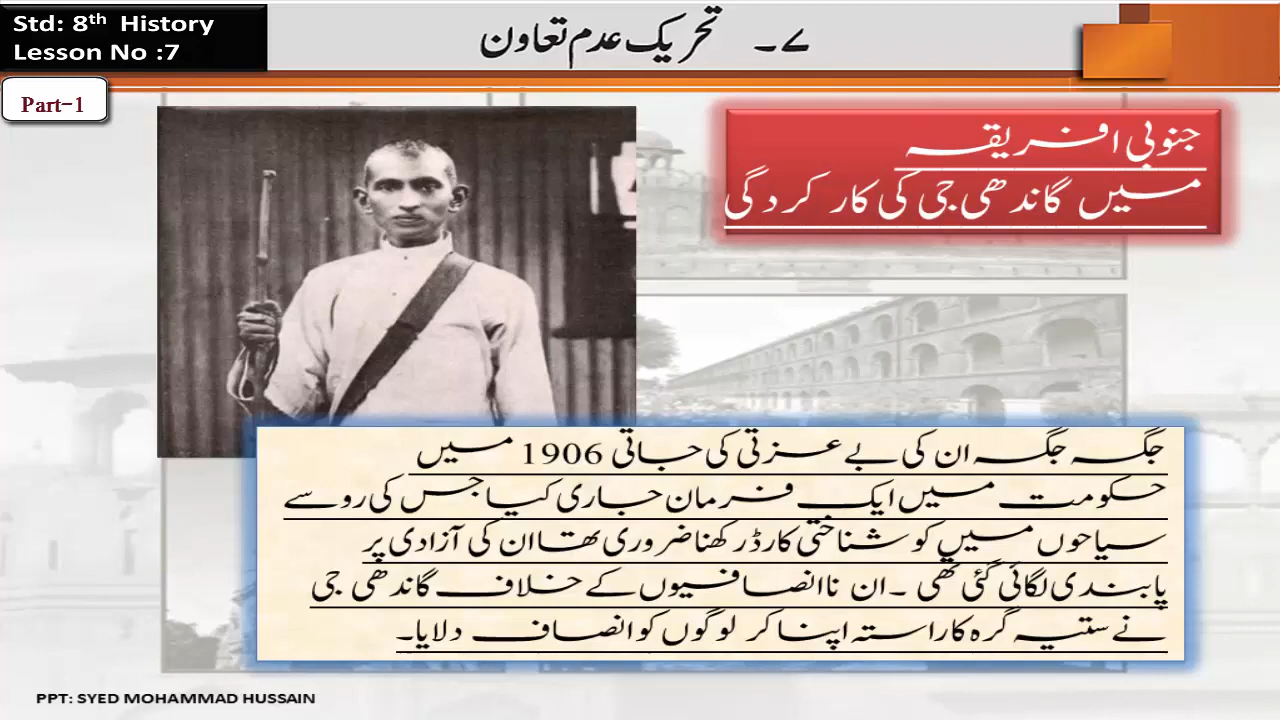 Std: 8th History
Lesson No :7
۷۔ تحریک عدم تعاون
Part-1
جنوبی افریقہ
میں گاندھی جی کی کارکردگی
جگہ جگہ ان کی بے عزتی کی جاتی 1906 میں
حکومت میں ایک فرمان جاری کیا جس کی رو سے
سیاحوں میں کو شناختی کارڈ رکھنا ضروری تھا ان کی آزادی پر
پابندی لگائی گئی تھی ۔ ان ناانصافیوں کے خلاف گاندھی جی
نے ستیہ گرہ کا راستہ اپنا کر لوگوں کو انصاف دلایا۔
PPT: SYED MOHAMMAD HUSSAIN